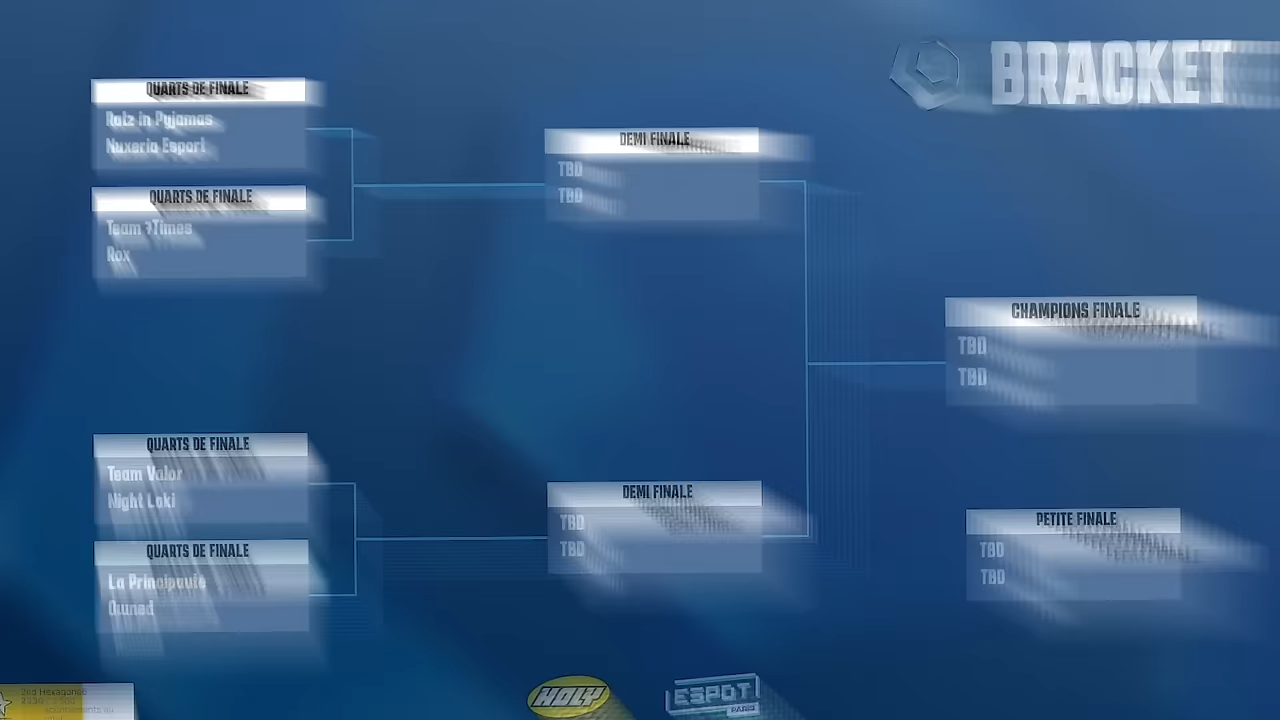 BRACKET
QUARTS DE FINALE
Ratz in Pyjamas
Nuxeria Esport
QUARTS DE FINALE
Team 7Times
Rox
DEMI FINALE
TBD
TBD
CHAMPIONS FINALE
TBD
TBD
QUARTS DE FINALE
Team Valor
Night Loki
QUARTS DE FINALE
La Principauté
Owned
DEMI FINALE
TBD
TBD
PETITE FINALE
TBD
TBD
HOLY
ESPOT
PARIS